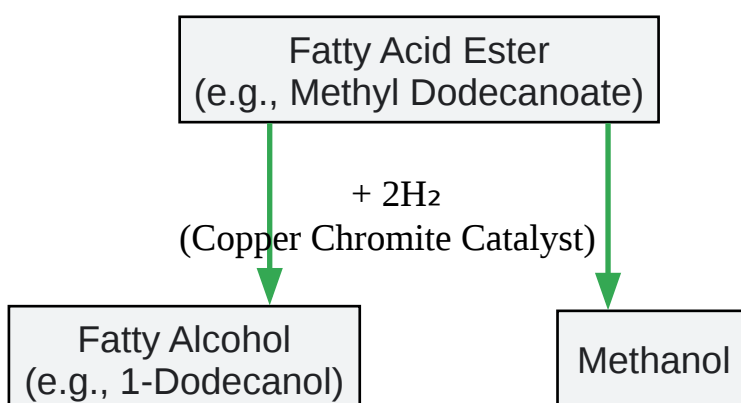 Fatty Acid Ester
(e.g., Methyl Dodecanoate)
+ 2H₂
(Copper Chromite Catalyst)
Fatty Alcohol
(e.g., 1-Dodecanol)
Methanol